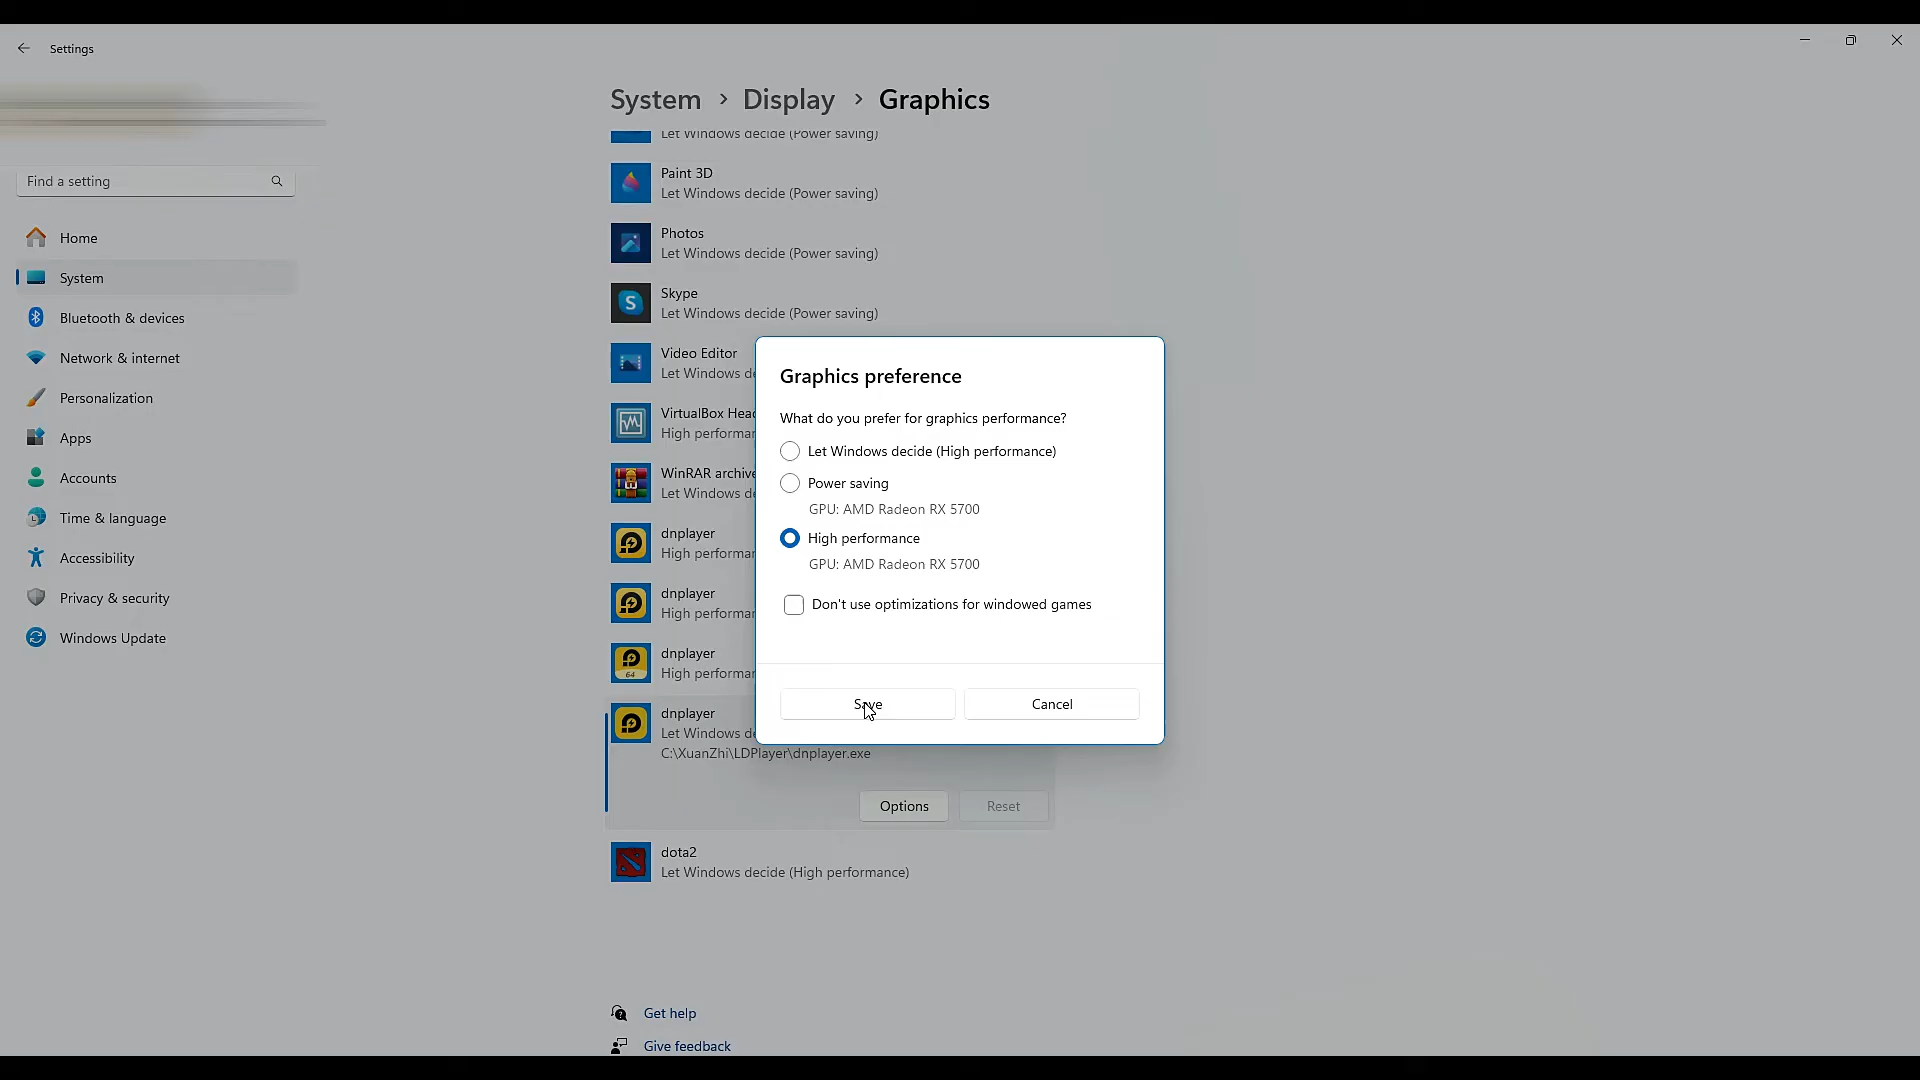 Settings
System > Display > Graphics
Let Windows decide (Power saving)
Find a setting
Home
System
Bluetooth & devices
Network & internet
Personalization
Apps
Accounts
Time & language
Accessibility
Privacy & security
Windows Update
Paint 3D
Let Windows decide (Power saving)
Photos
Let Windows decide (Power saving)
S
Skype
Let Windows decide (Power saving)
Video Editor
Let Windows de
VirtualBox Head
High performan
WinRAR archive
Let Windows de
dnplayer
High performan
dnplayer
High performan
64
dnplayer
High performan
dnplayer
Let Windows de
C:\XuanZhi\LDPlayer\dnplayer.exe
Options
Reset
dota2
Let Windows decide (High performance)
Get help
Give feedback
Graphics preference
What do you prefer for graphics performance?
Let Windows decide (High performance)
Power saving
GPU: AMD Radeon RX 5700
High performance
GPU: AMD Radeon RX 5700
Don't use optimizations for windowed games
Save
Cancel